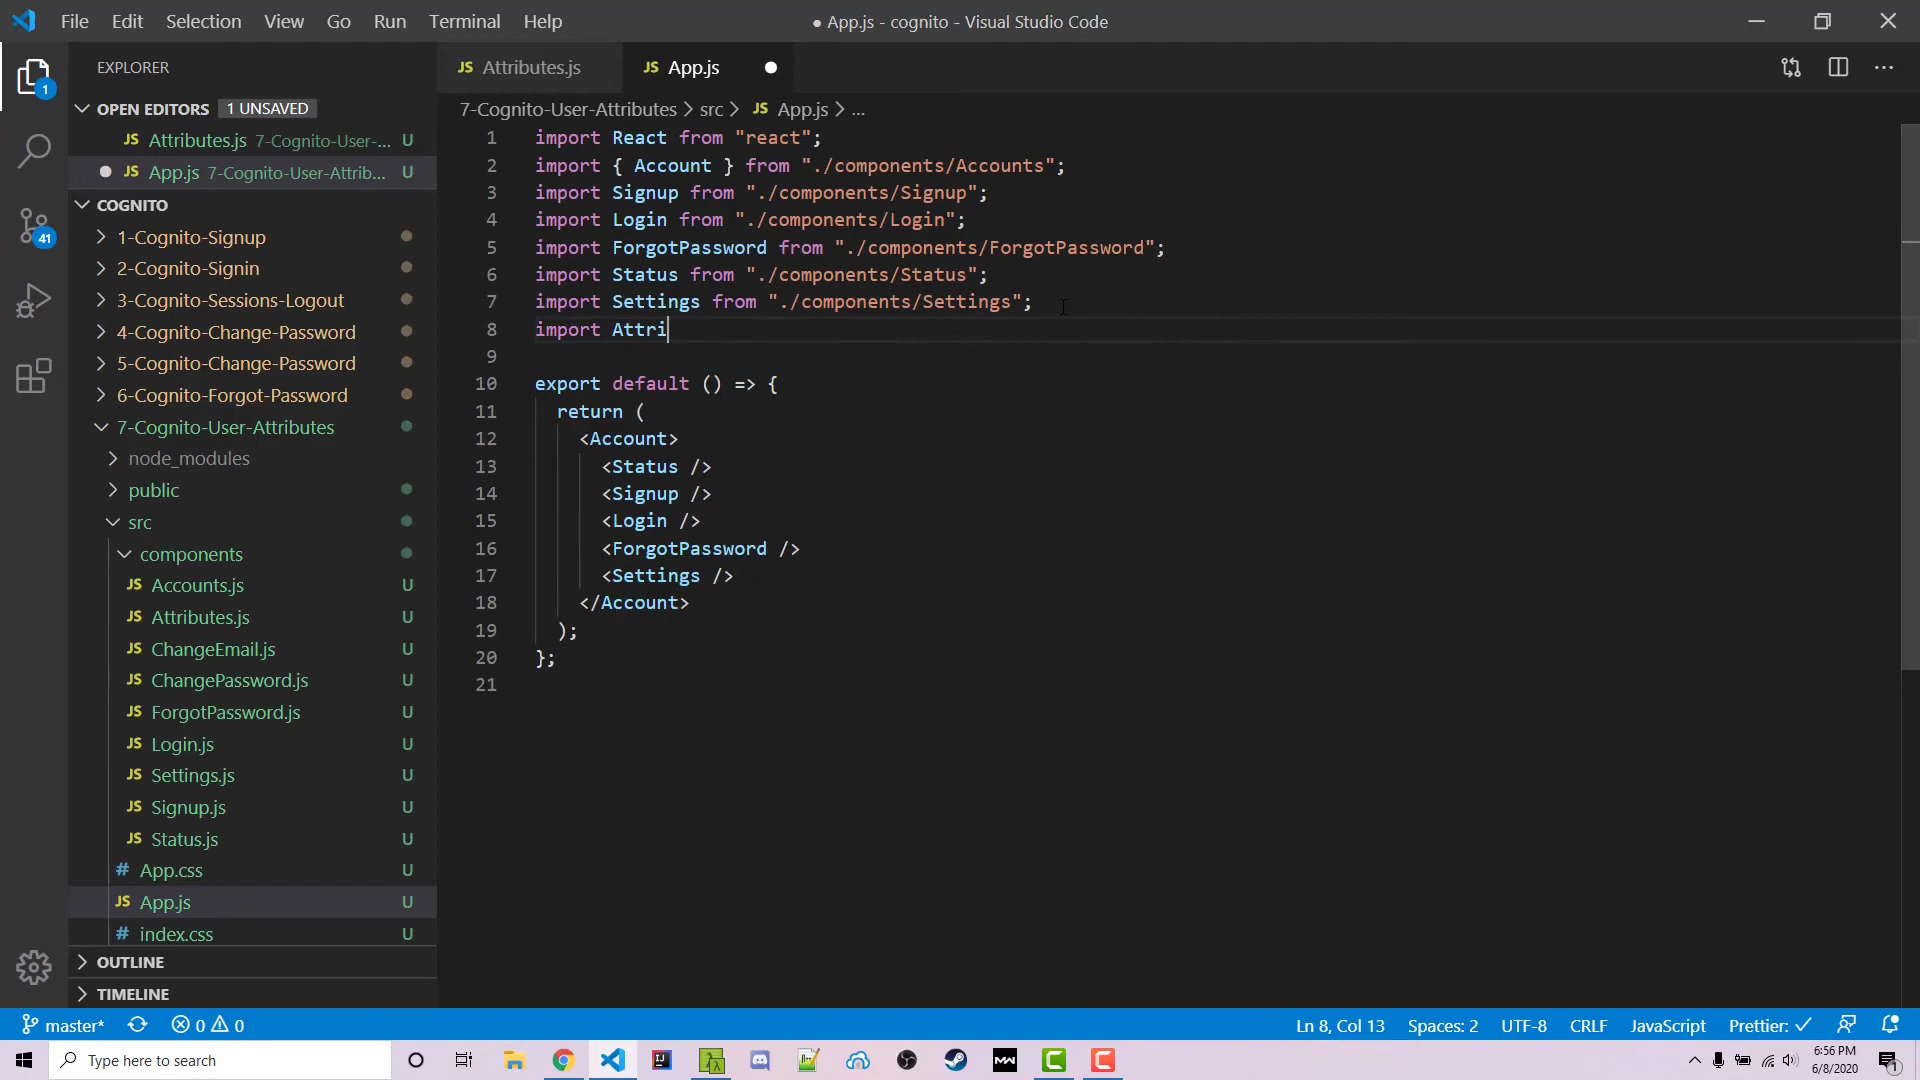 File Edit Selection View Go Run Terminal Help
● App.js - cognito - Visual Studio Code
EXPLORER
OPEN EDITORS 1 UNSAVED
JS Attributes.js 7-Cognito-User-... U
● JS App.js 7-Cognito-User-Attrib... U
COGNITO
1-Cognito-Signup
2-Cognito-Signin
3-Cognito-Sessions-Logout
4-Cognito-Change-Password
5-Cognito-Change-Password
6-Cognito-Forgot-Password
7-Cognito-User-Attributes
node_modules
public
src
components
JS Accounts.js U
JS Attributes.js U
JS ChangeEmail.js U
JS ChangePassword.js U
JS ForgotPassword.js U
JS Login.js U
JS Settings.js U
JS Signup.js U
JS Status.js U
# App.css U
JS App.js U
# index.css U
OUTLINE
TIMELINE
1
41
JS Attributes.js JS App.js ●
7-Cognito-User-Attributes > src > JS App.js > ...
1 import React from "react";
2 import { Account } from "./components/Accounts";
3 import Signup from "./components/Signup";
4 import Login from "./components/Login";
5 import ForgotPassword from "./components/ForgotPassword";
6 import Status from "./components/Status";
7 import Settings from "./components/Settings";
8 import Attri
9
10 export default () => {
11 return (
12 <Account>
13 <Status />
14 <Signup />
15 <Login />
16 <ForgotPassword />
17 <Settings />
18 </Account>
19 );
20 };
21
master* 0 0 Ln 8, Col 13 Spaces: 2 UTF-8 CRLF JavaScript Prettier: ✓
Type here to search
6:56 PM
6/8/2020
1